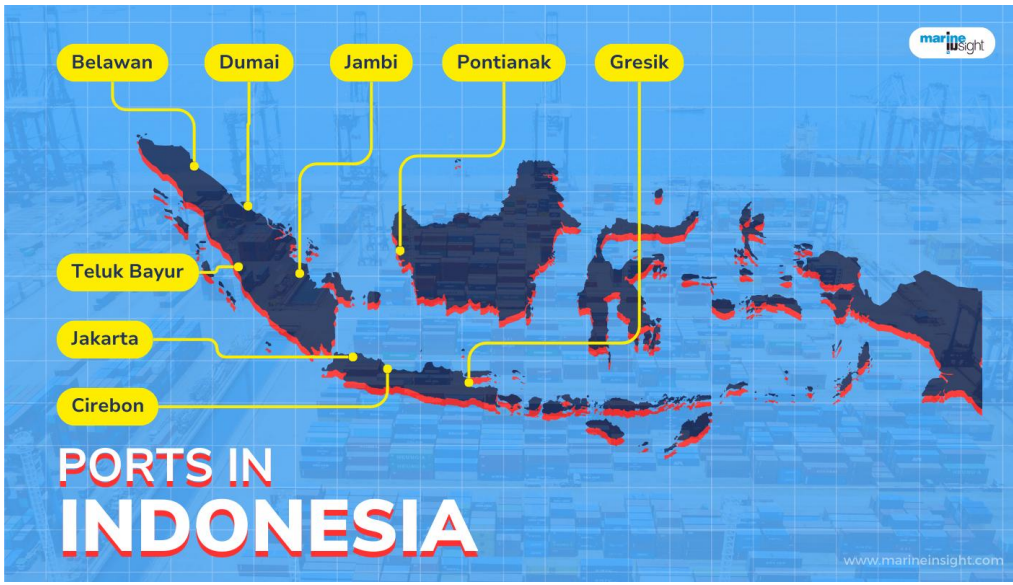 Belawan
Dumai
Jambi
Pontianak
Gresik
marine
insight
Teluk Bayur
Jakarta
Cirebon
PORTS IN
INDONESIA
www.marineinsight.com